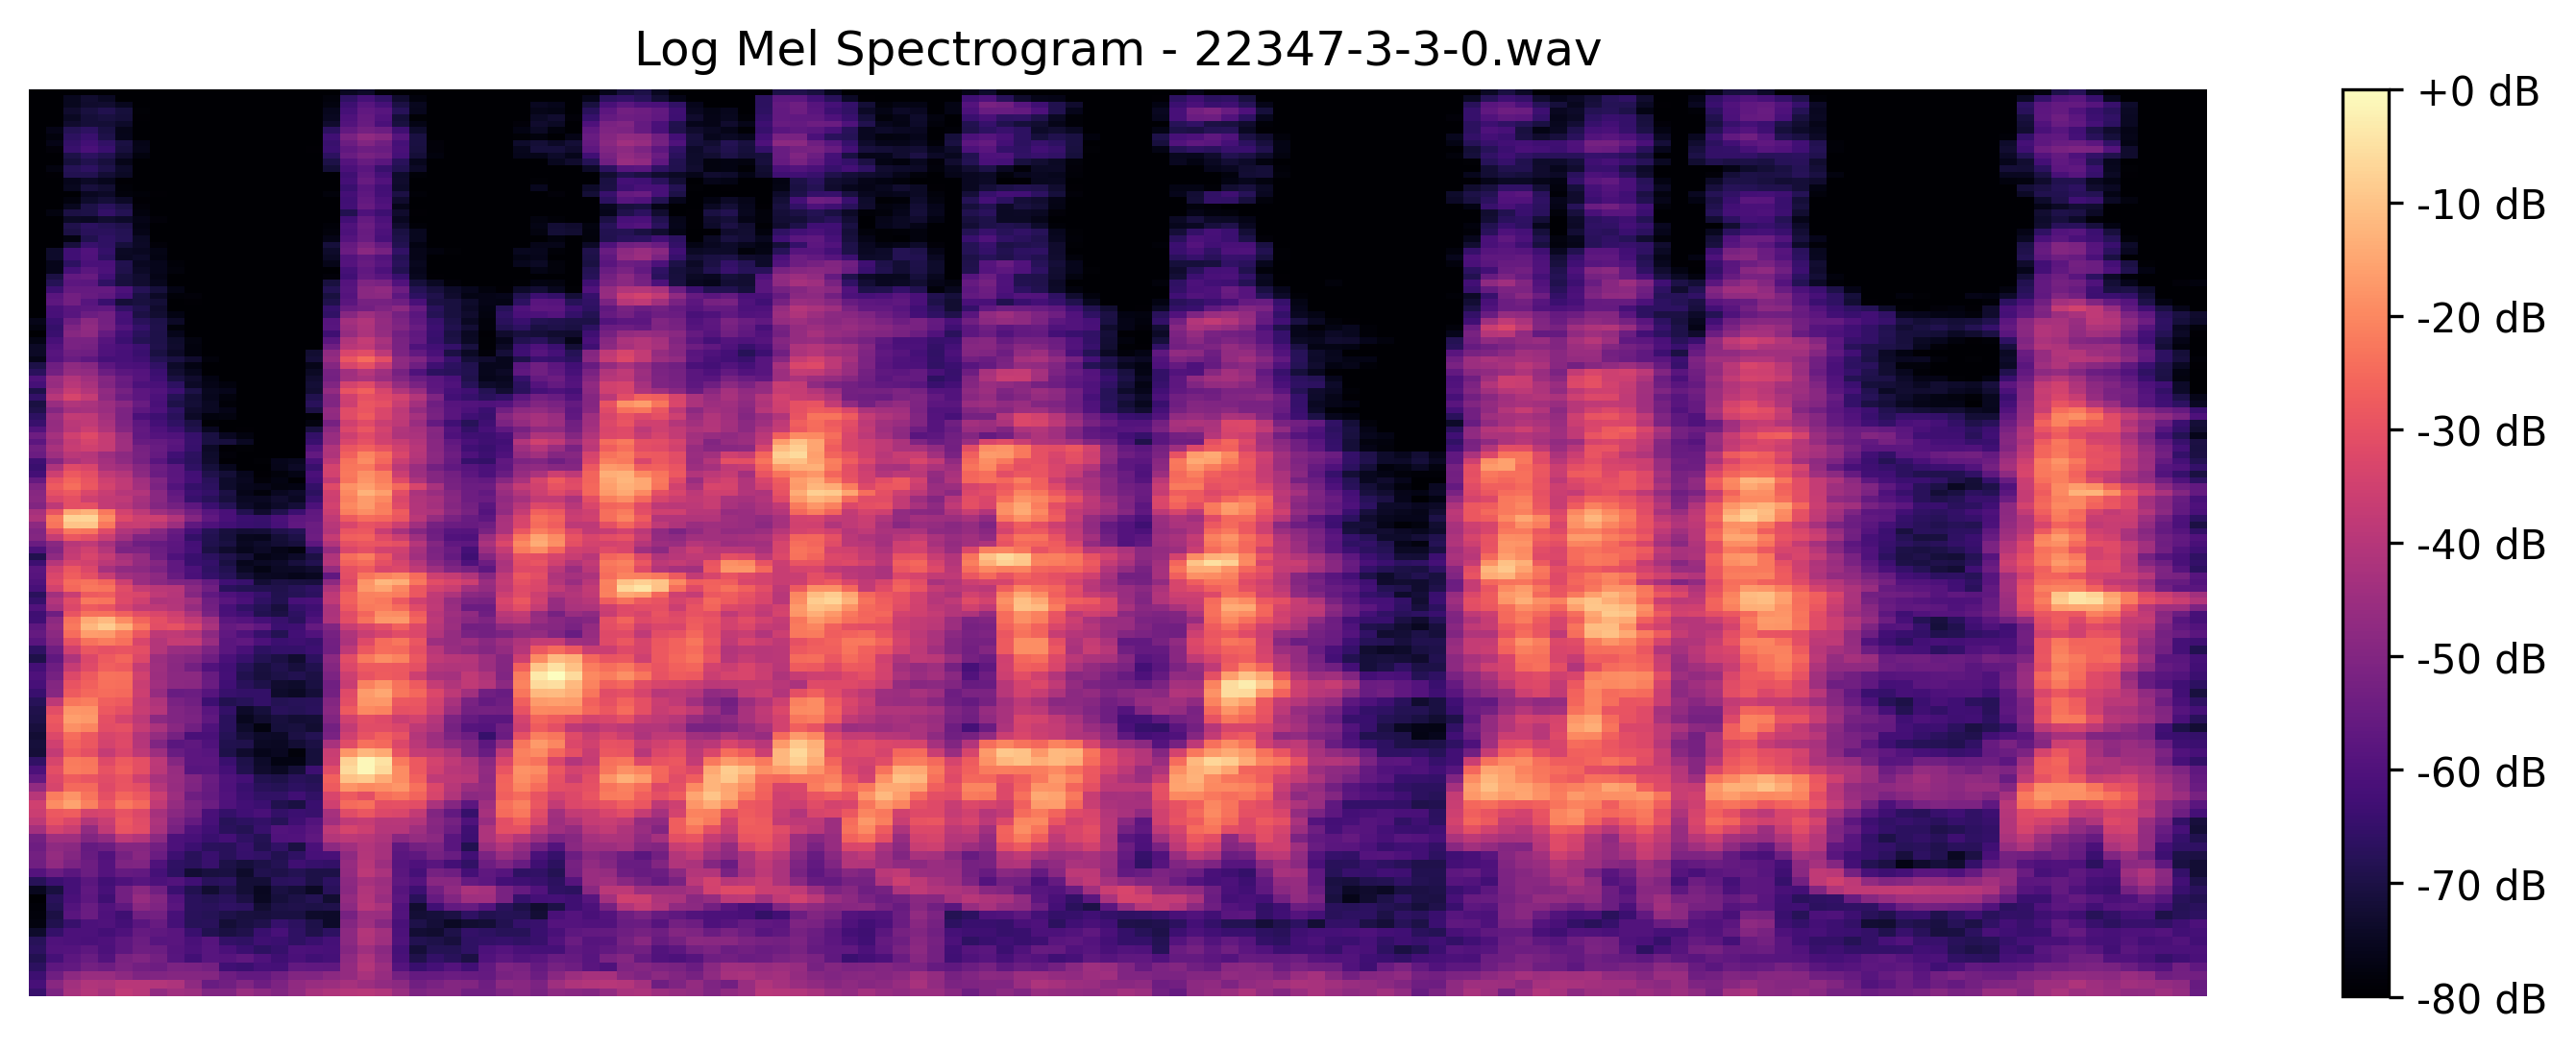 Log Mel Spectrogram - 22347-3-3-0.wav
+0 dB
-10 dB
-20 dB
-30 dB
-40 dB
-50 dB
-60 dB
-70 dB
-80 dB